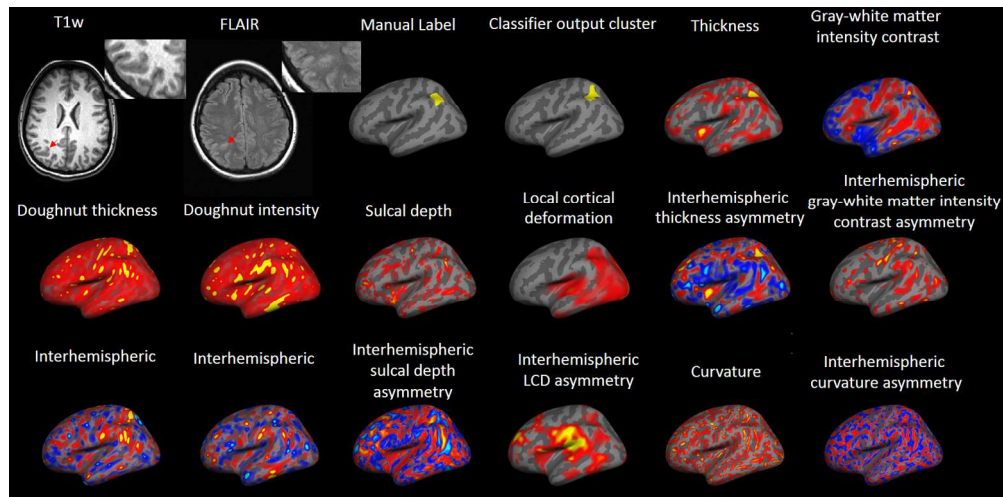 T1w
FLAIR
Manual Label
Classifier output cluster
Thickness
Gray-white matter
intensity contrast
Doughnut thickness
Doughnut intensity
Sulcal depth
Local cortical
deformation
Interhemispheric
thickness asymmetry
Interhemispheric
gray-white matter intensity
contrast asymmetry
Interhemispheric
Interhemispheric
Interhemispheric
sulcal depth
asymmetry
Interhemispheric
LCD asymmetry
Curvature
Interhemispheric
curvature asymmetry